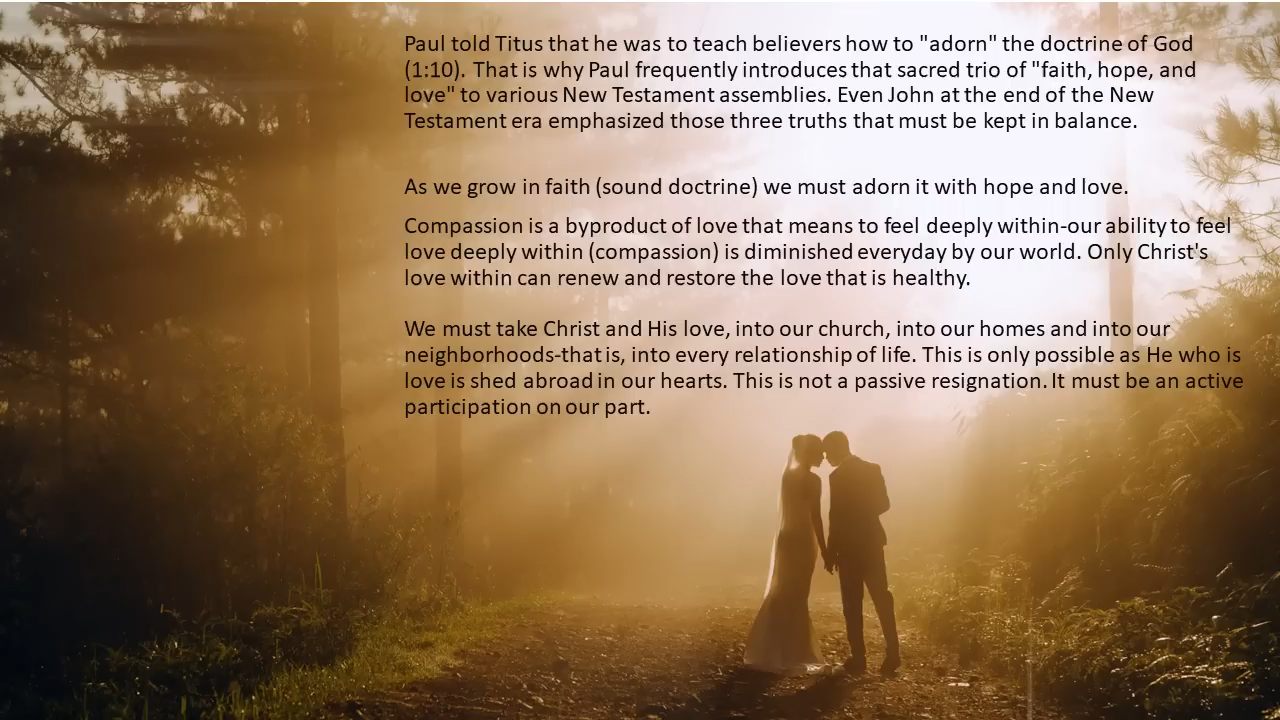 Paul told Titus that he was to teach believers how to "adorn" the doctrine of God
(1:10). That is why Paul frequently introduces that sacred trio of "faith, hope, and
love" to various New Testament assemblies. Even John at the end of the New
Testament era emphasized those three truths that must be kept in balance.
As we grow in faith (sound doctrine) we must adorn it with hope and love.
Compassion is a byproduct of love that means to feel deeply within-our ability to feel
love deeply within (compassion) is diminished everyday by our world. Only Christ's
love within can renew and restore the love that is healthy.
We must take Christ and His love, into our church, into our homes and into our
neighborhoods-that is, into every relationship of life. This is only possible as He who is
love is shed abroad in our hearts. This is not a passive resignation. It must be an active
participation on our part.